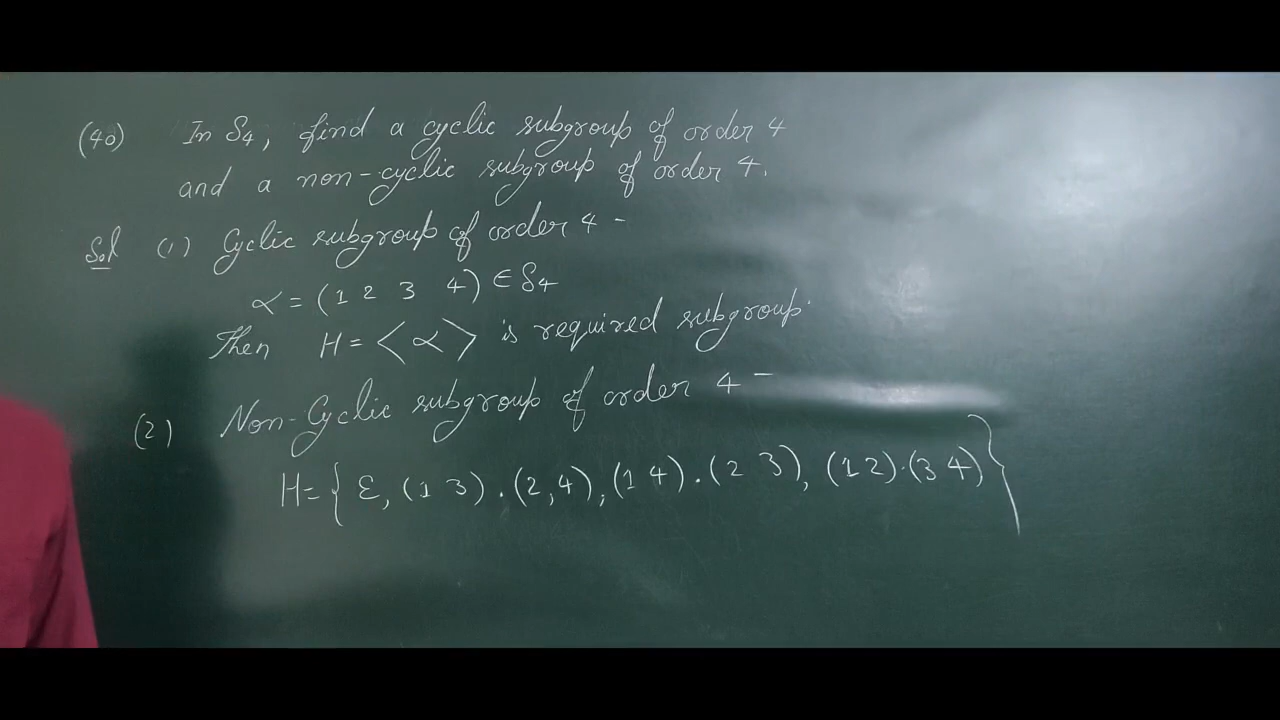 (40) In S₄, find a cyclic subgroup of order 4
and a non-cyclic subgroup of order 4.
Sol (1) Cyclic subgroup of order 4 -
α = (1 2 3 4) ∈ S₄
Then H = <α> is required subgroup.
(2) Non-Cyclic subgroup of order 4 -
H = { ε, (1 3) . (2,4), (1 4) . (2 3), (1 2) . (3 4) }